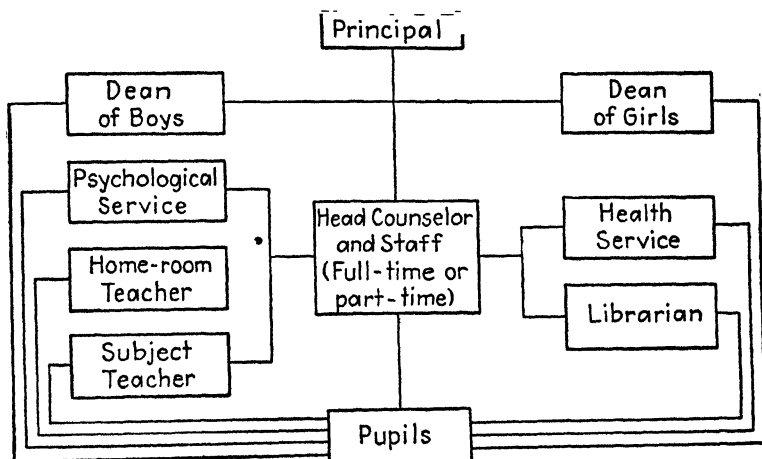 Principal
Dean
of Boys
Dean
of Girls
Psychological
Service
Head Counselor
and Staff
(Full-time or
part-time)
Health
Service
Home-room
Teacher
Librarian
Subject
Teacher
Pupils